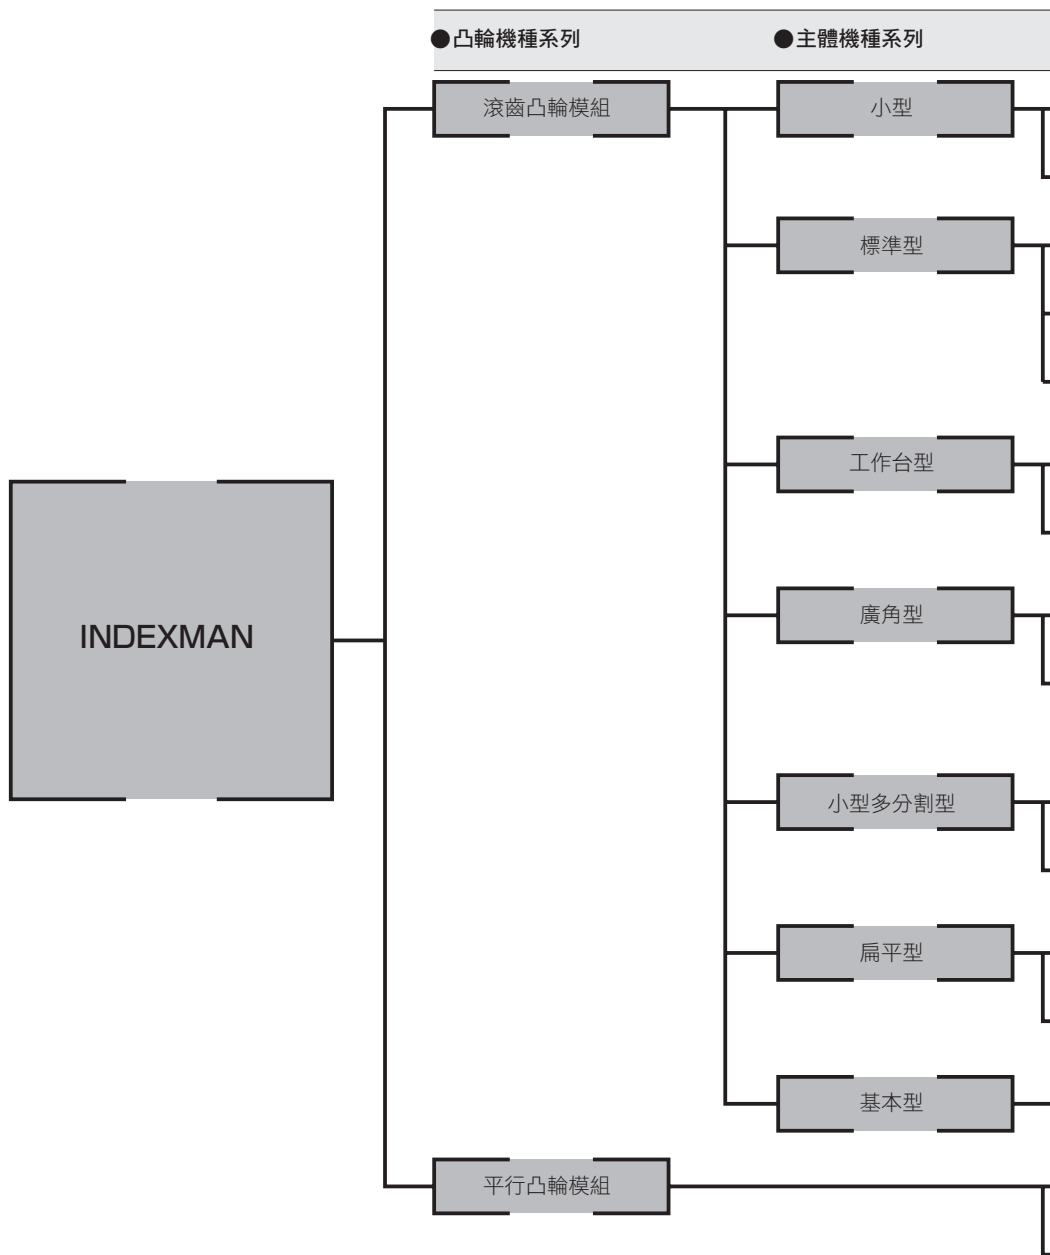 ●凸輪機種系列
●主體機種系列
滾齒凸輪模組
小型
標準型
工作台型
廣角型
INDEXMAN
小型多分割型
扁平型
基本型
平行凸輪模組